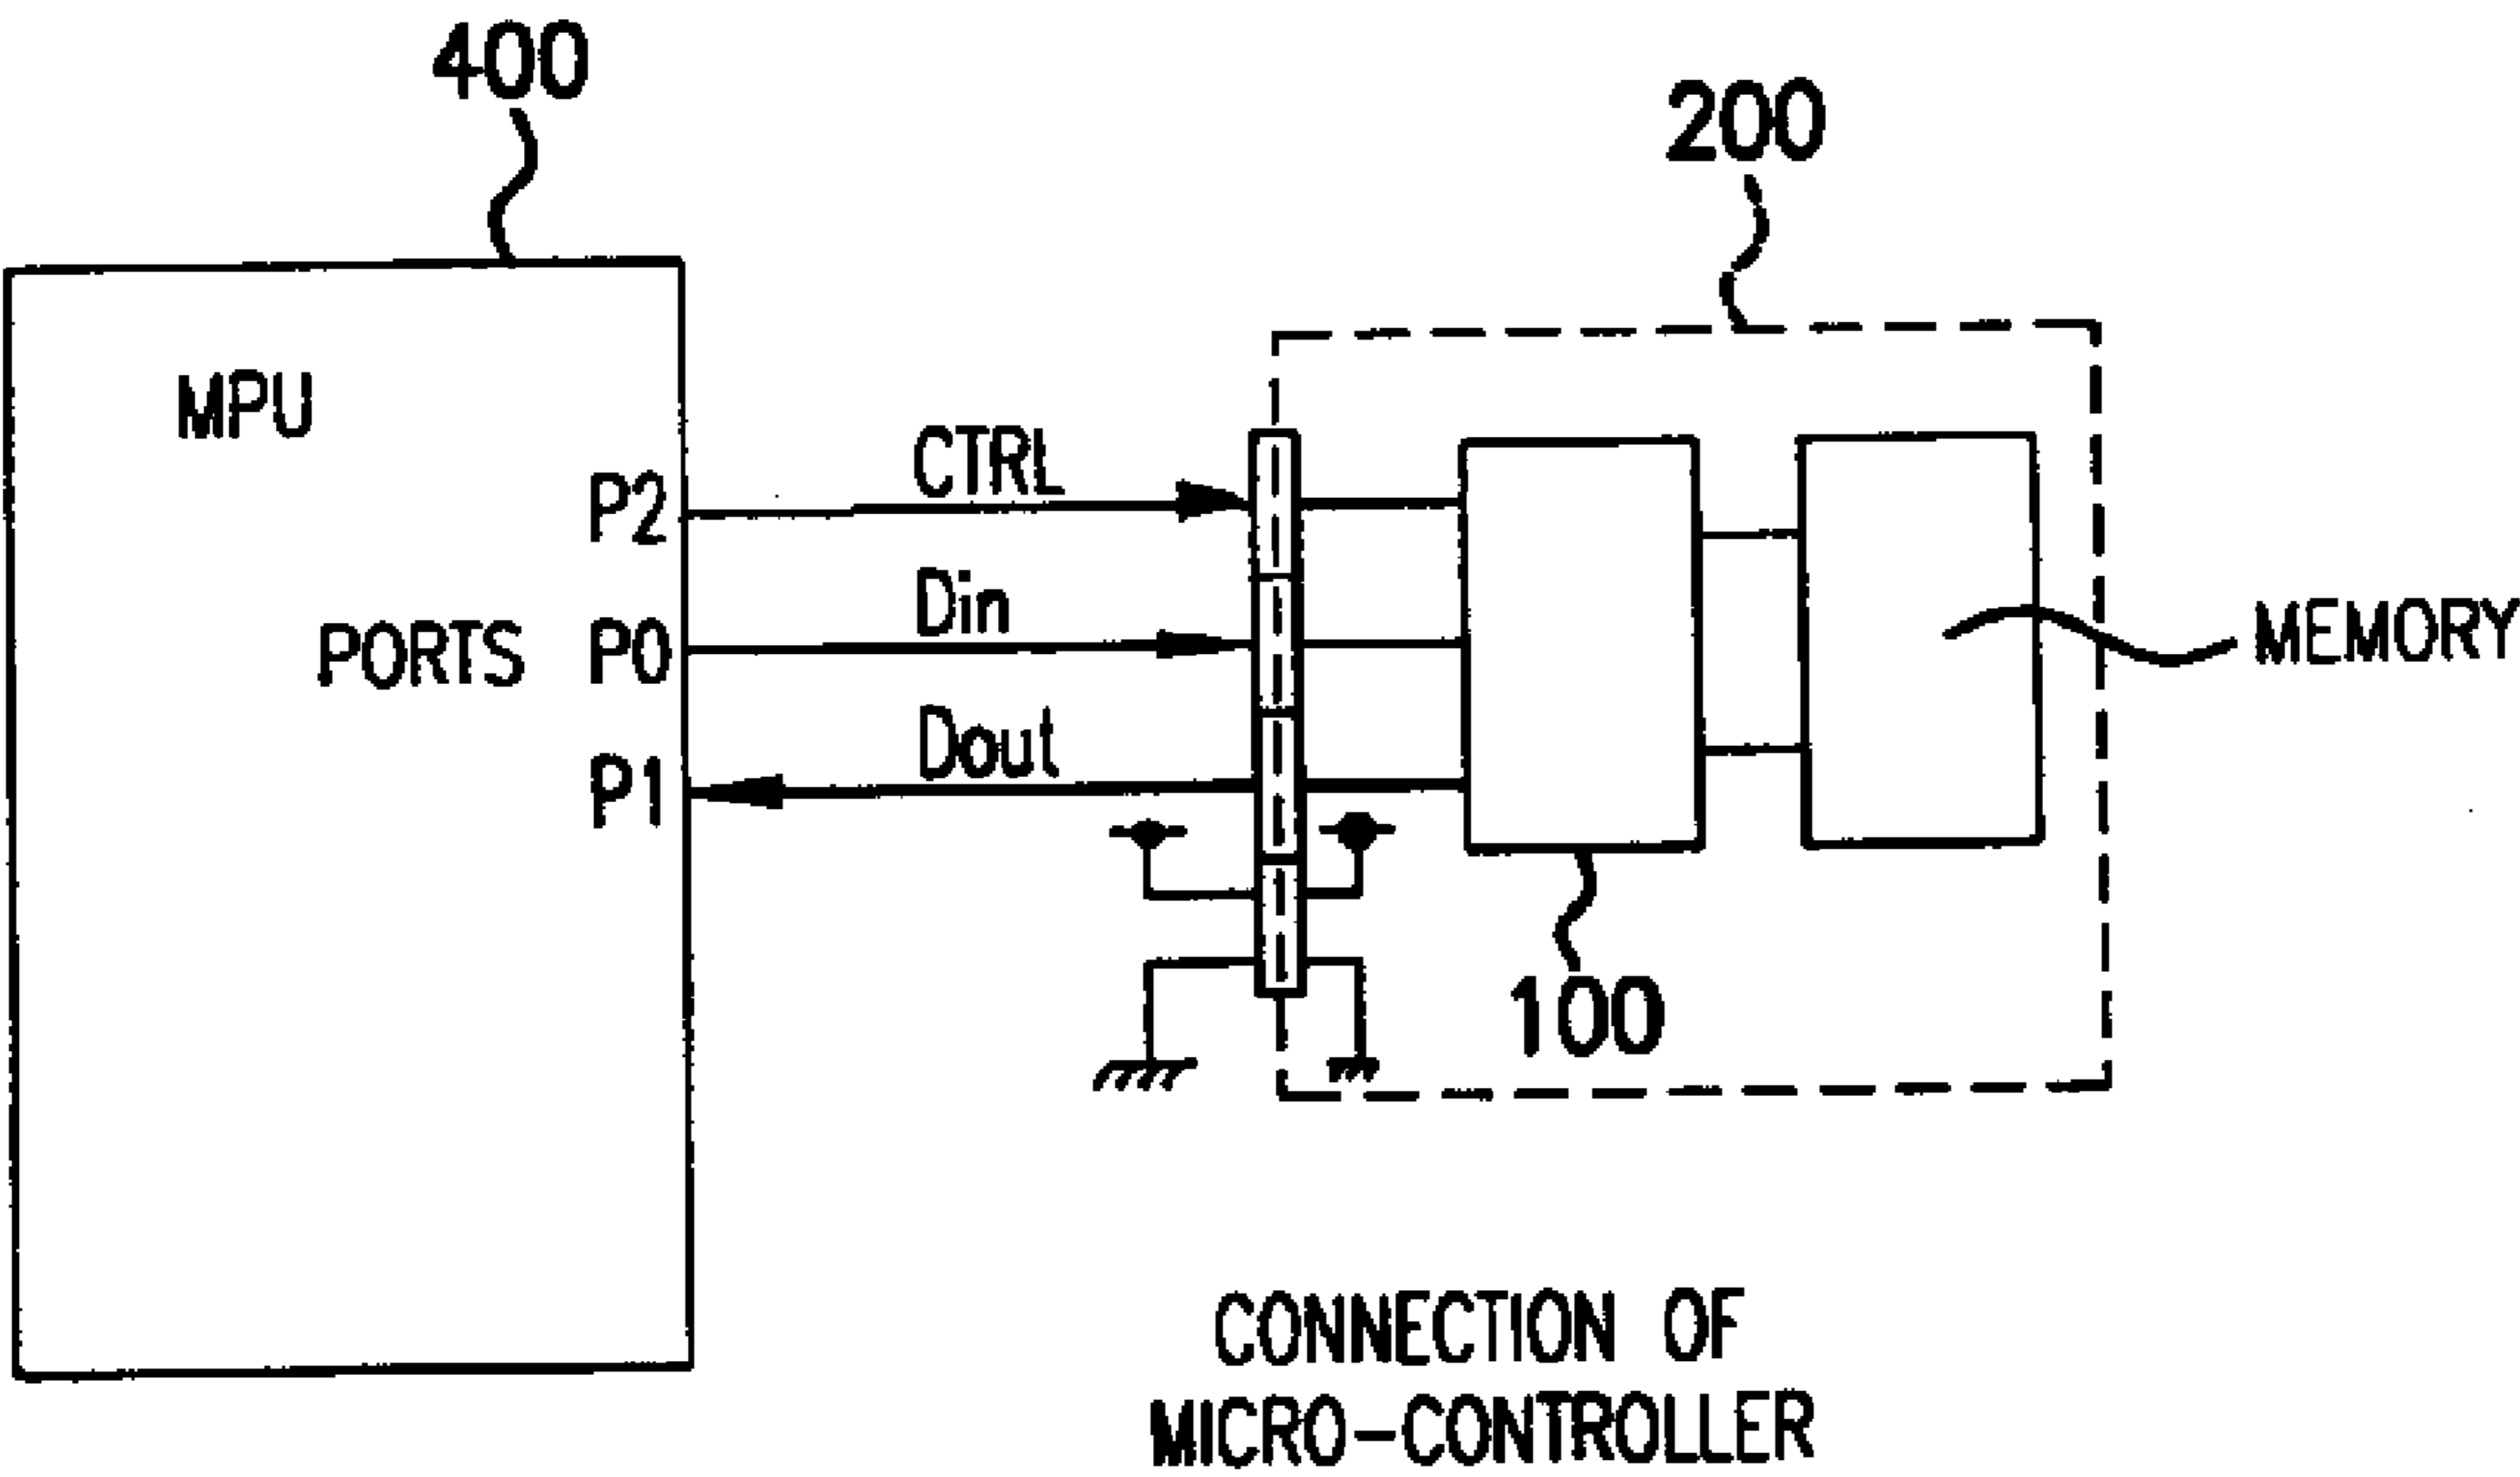 400
200
MPU
P2
CTRL
Din
PORTS P0
MEMORY
Dout
P1
100
CONNECTION OF
MICRO-CONTROLLER